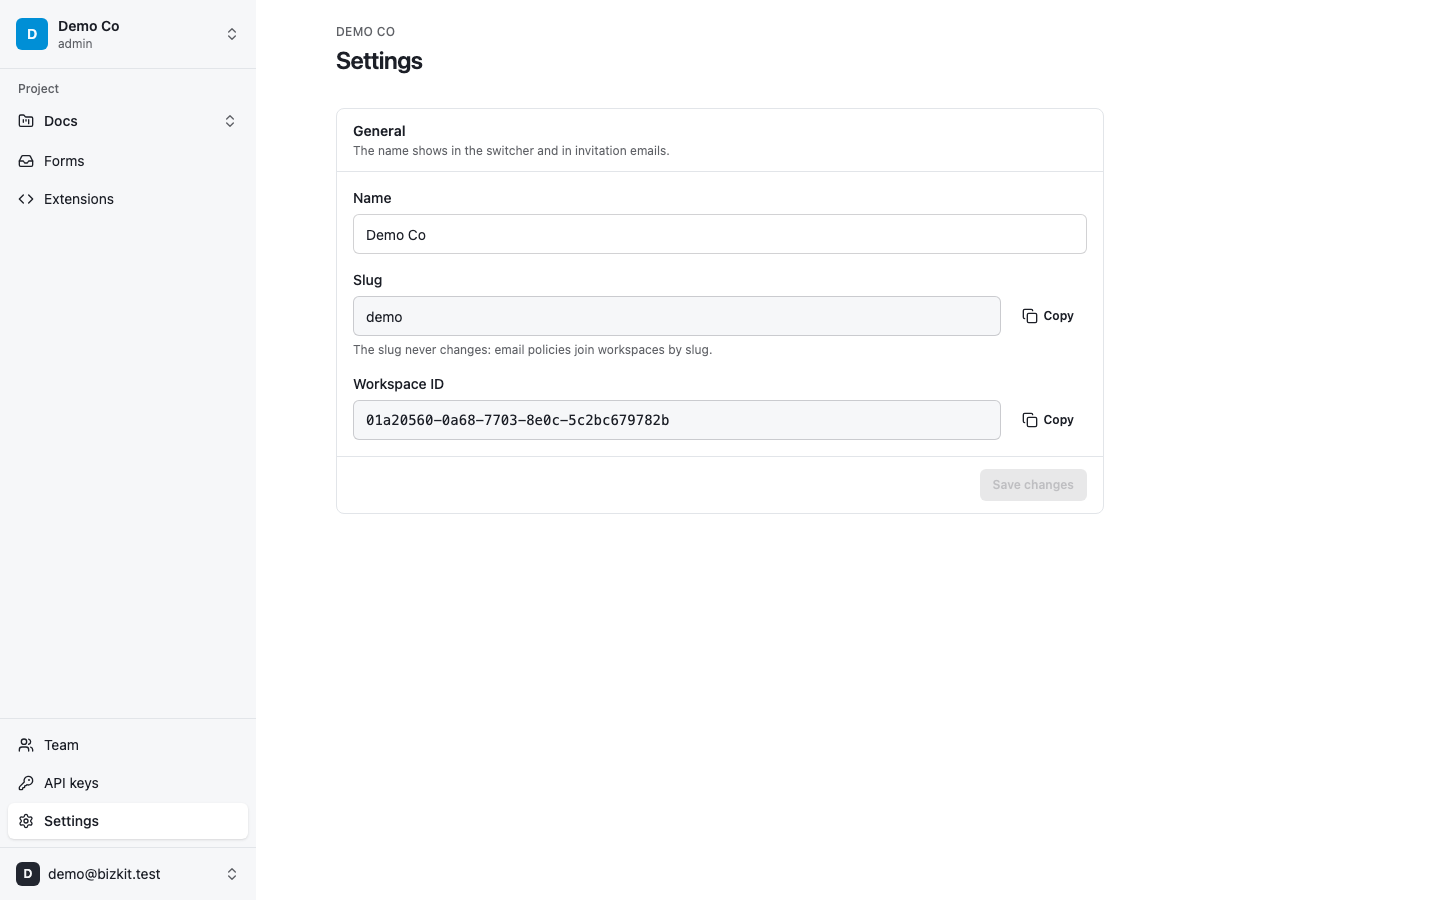 D
Demo Co
admin
Project
Docs
Forms
Extensions
Team
API keys
Settings
D
demo@bizkit.test
DEMO CO
Settings
General
The name shows in the switcher and in invitation emails.
Name
Demo Co
Slug
demo
Copy
The slug never changes: email policies join workspaces by slug.
Workspace ID
01a20560-0a68-7703-8e0c-5c2bc679782b
Copy
Save changes